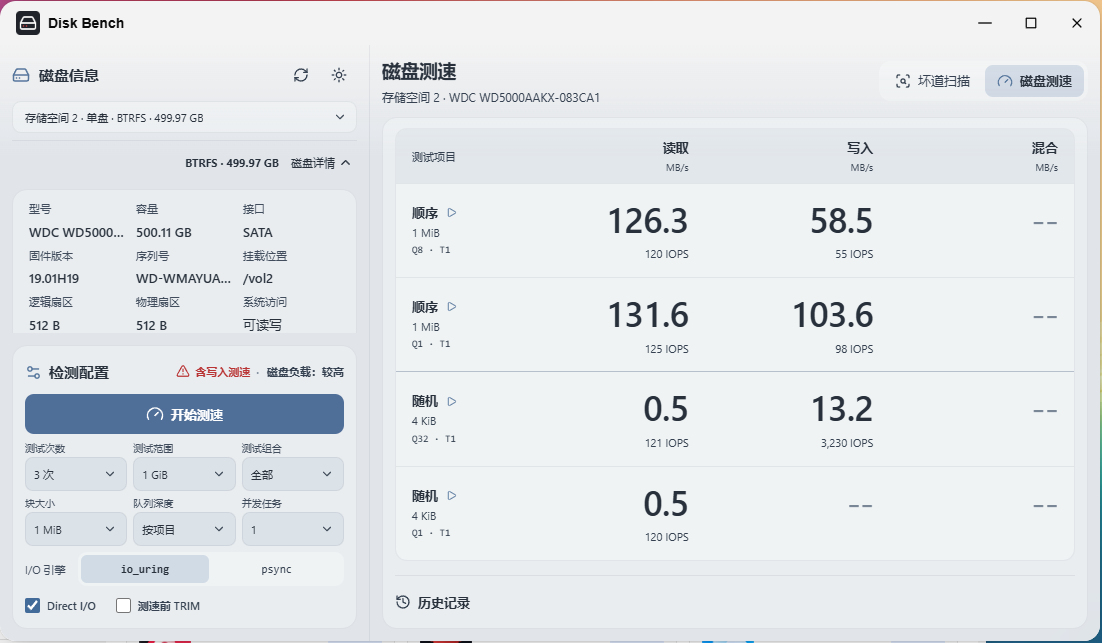 Disk Bench
磁盘信息
存储空间 2 · 单盘 · BTRFS · 499.97 GB
BTRFS · 499.97 GB 磁盘详情
型号 容量 接口
WDC WD5000... 500.11 GB SATA
固件版本 序列号 挂载位置
19.01H19 WD-WMAYUA... /vol2
逻辑扇区 物理扇区 系统访问
512 B 512 B 可读写
检测配置 含写入测速 · 磁盘负载：较高
开始测速
测试次数 测试范围 测试组合
3 次 1 GiB 全部
块大小 队列深度 并发任务
1 MiB 按项目 1
I/O 引擎 io_uring psync
Direct I/O 测速前 TRIM
磁盘测速
存储空间 2 · WDC WD5000AAKX-083CA1
坏道扫描 磁盘测速
测试项目 读取 写入 混合
MB/s MB/s MB/s
顺序 126.3 58.5 --
1 MiB
Q8 · T1 120 IOPS 55 IOPS
顺序 131.6 103.6 --
1 MiB
Q1 · T1 125 IOPS 98 IOPS
随机 0.5 13.2 --
4 KiB
Q32 · T1 121 IOPS 3,230 IOPS
随机 0.5 -- --
4 KiB
Q1 · T1 120 IOPS
历史记录